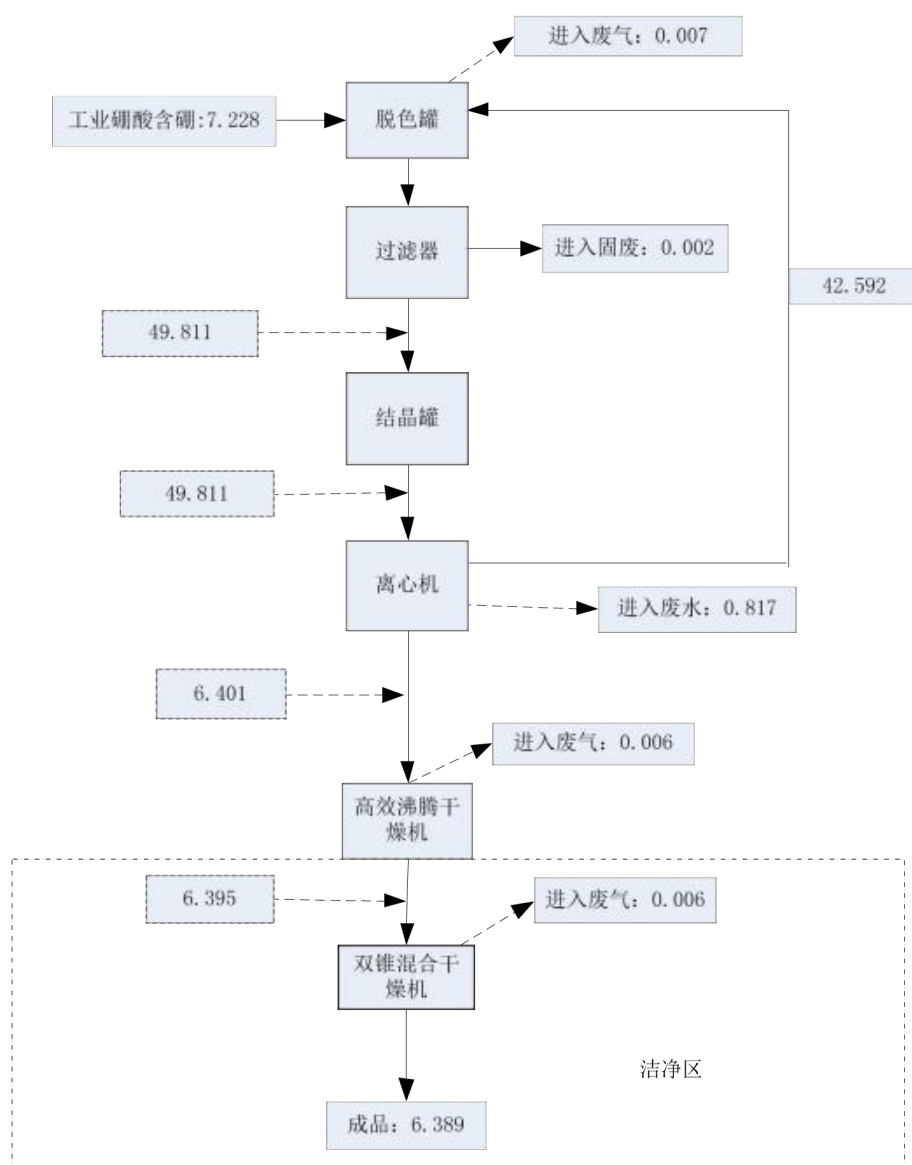 进入废气：0.007
工业硼酸含硼:7.228
脱色罐
过滤器
进入固废：0.002
42.592
49.811
结晶罐
49.811
离心机
进入废水：0.817
6.401
进入废气：0.006
高效沸腾干
燥机
6.395
进入废气：0.006
双锥混合干
燥机
洁净区
成品：6.389